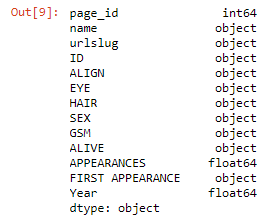 Out[9]: page_id int64
name object
urlslug object
ID object
ALIGN object
EYE object
HAIR object
SEX object
GSM object
ALIVE object
APPEARANCES float64
FIRST APPEARANCE object
Year float64
dtype: object